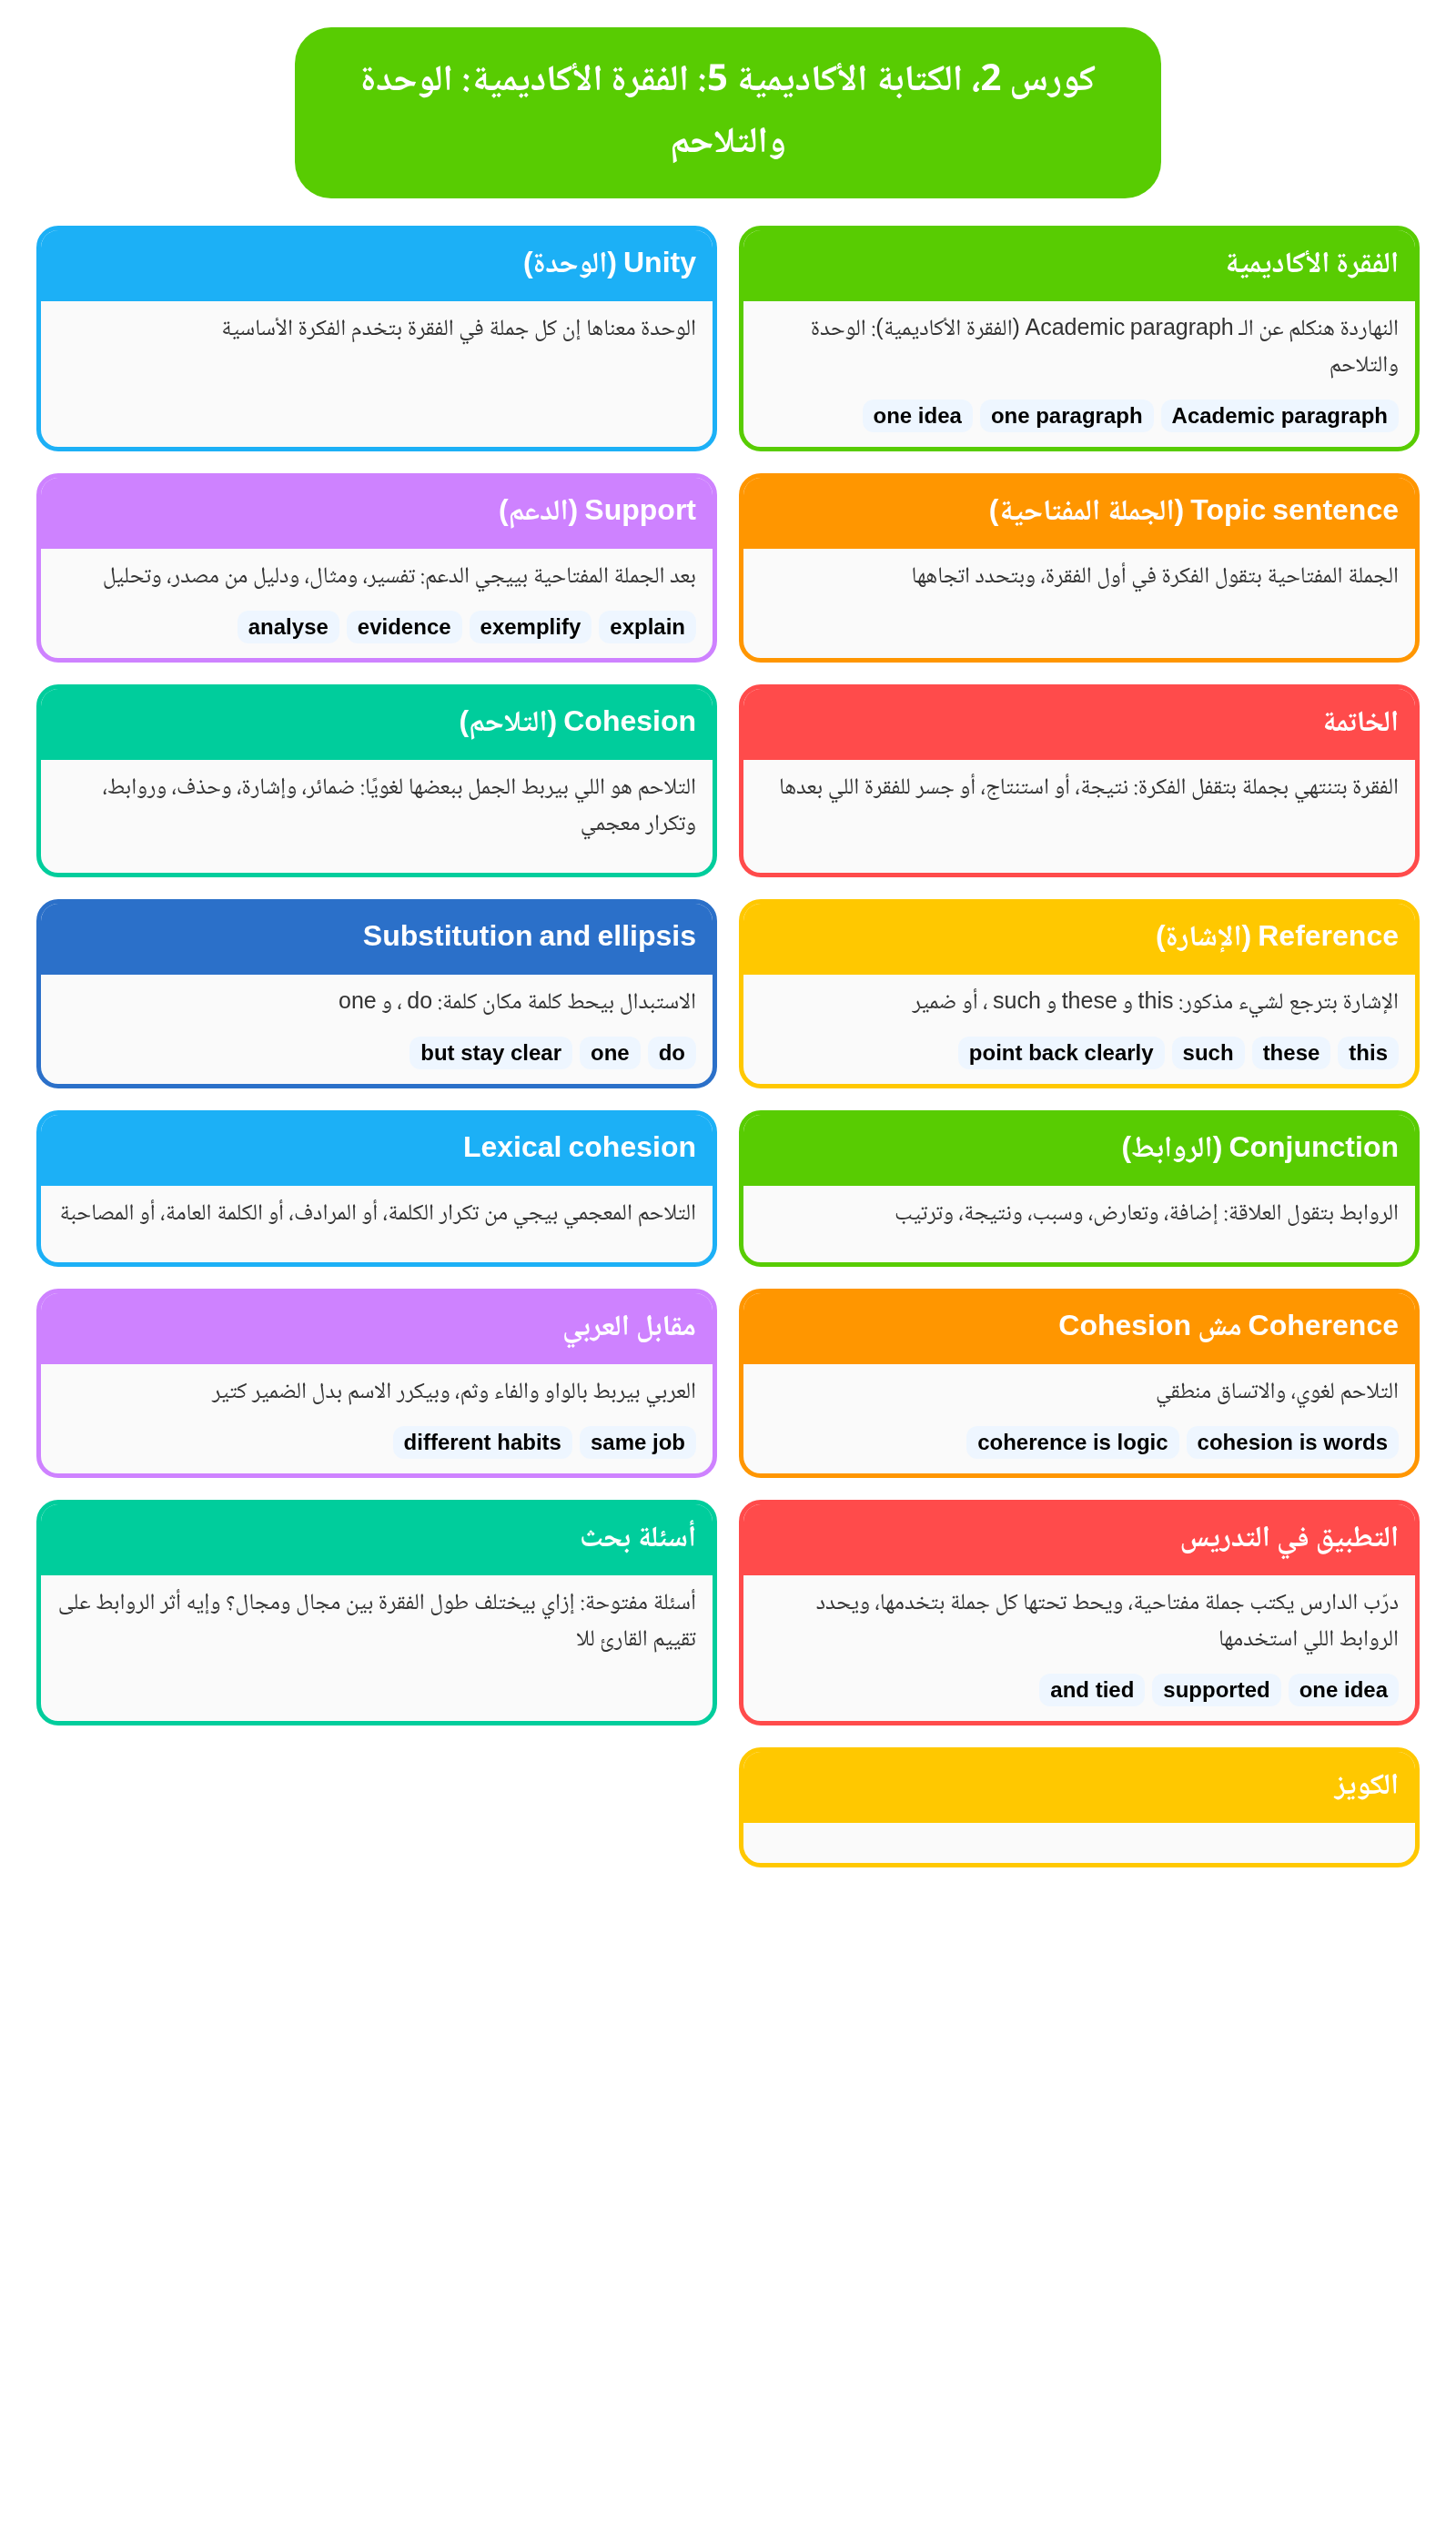 كورس 2، الكتابة الأكاديمية 5: الفقرة الأكاديمية: الوحدة
والتلاحم
الفقرة الأكاديمية
النهاردة هنكلم عن الـ Academic paragraph (الفقرة الأكاديمية): الوحدة
والتلاحم
Academic paragraph one paragraph one idea
Unity (الوحدة)
الوحدة معناها إن كل جملة في الفقرة بتخدم الفكرة الأساسية
Topic sentence (الجملة المفتاحية)
الجملة المفتاحية بتقول الفكرة في أول الفقرة، وبتحدد اتجاهها
Support (الدعم)
بعد الجملة المفتاحية بييجي الدعم: تفسير، ومثال، ودليل من مصدر، وتحليل
explain exemplify evidence analyse
الخاتمة
الفقرة بتنتهي بجملة بتقفل الفكرة: نتيجة، أو استنتاج، أو جسر للفقرة اللي بعدها
Cohesion (التلاحم)
التلاحم هو اللي بيربط الجمل ببعضها لغويًا: ضمائر، وإشارة، وحذف، وروابط،
وتكرار معجمي
Reference (الإشارة)
الإشارة بترجع لشيء مذكور: this و these و such ، أو ضمير
this these such point back clearly
Substitution and ellipsis
الاستبدال بيحط كلمة مكان كلمة: do ، و one
do one but stay clear
Conjunction (الروابط)
الروابط بتقول العلاقة: إضافة، وتعارض، وسبب، ونتيجة، وترتيب
Lexical cohesion
التلاحم المعجمي بيجي من تكرار الكلمة، أو المرادف، أو الكلمة العامة، أو المصاحبة
Coherence مش Cohesion
التلاحم لغوي، والاتساق منطقي
cohesion is words coherence is logic
مقابل العربي
العربي بيربط بالواو والفاء وثم، وبيكرر الاسم بدل الضمير كتير
same job different habits
التطبيق في التدريس
درّب الدارس يكتب جملة مفتاحية، ويحط تحتها كل جملة بتخدمها، ويحدد
الروابط اللي استخدمها
one idea supported and tied
أسئلة بحث
أسئلة مفتوحة: إزاي بيختلف طول الفقرة بين مجال ومجال؟ وإيه أثر الروابط على
تقييم القارئ للا
الكويز